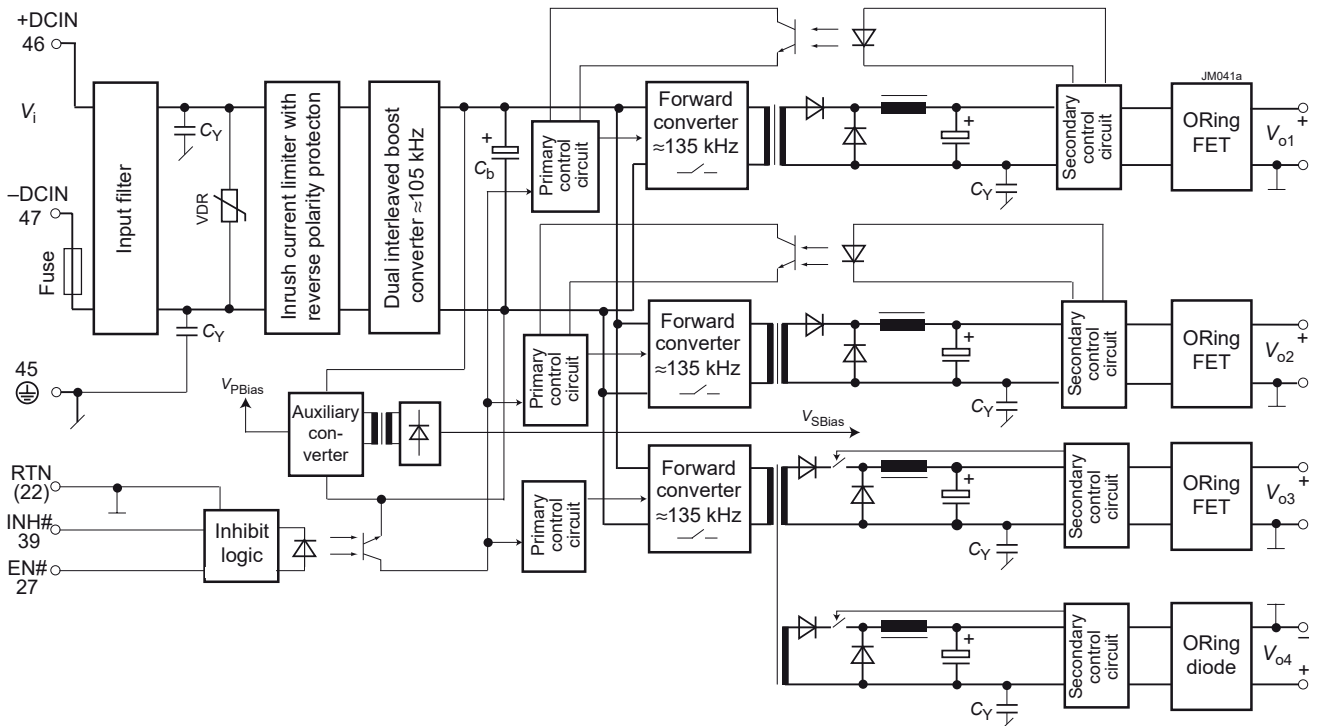 +DCIN
46
Vi
–DCIN
47
Fuse
45
Input filter
CY
VDR
CY
Inrush current limiter with
reverse polarity protecton
Dual interleaved boost
converter ≈105 kHz
+
Cb
Primary
control
circuit
Forward
converter
≈135 kHz
+
CY
Secondary
control
circuit
JM041a
ORing
FET
+
Vo1
–
Primary
control
circuit
Forward
converter
≈135 kHz
+
CY
Secondary
control
circuit
ORing
FET
+
Vo2
–
VPBias
Auxiliary
con-
verter
VSBias
RTN
(22)
INH#
39
EN#
27
Inhibit
logic
Primary
control
circuit
Forward
converter
≈135 kHz
+
CY
Secondary
control
circuit
ORing
FET
+
Vo3
–
+
CY
Secondary
control
circuit
ORing
diode
–
Vo4
+